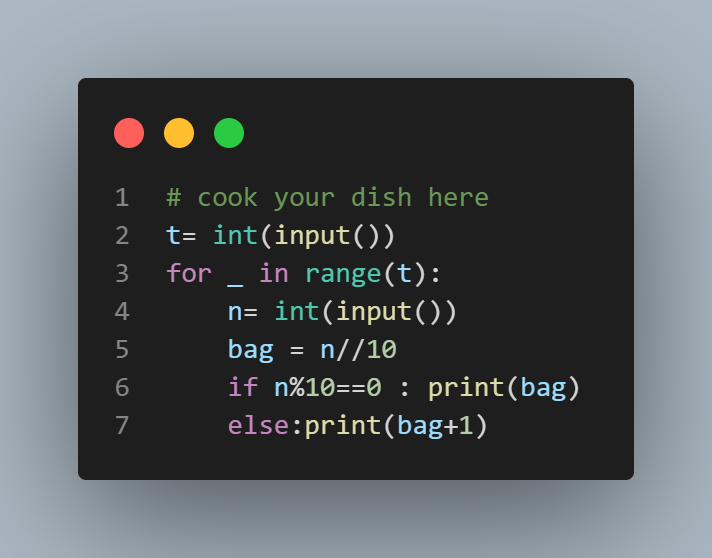 1 # cook your dish here
2 t= int(input())
3 for _ in range(t):
4     n= int(input())
5     bag = n//10
6     if n%10==0 : print(bag)
7     else:print(bag+1)